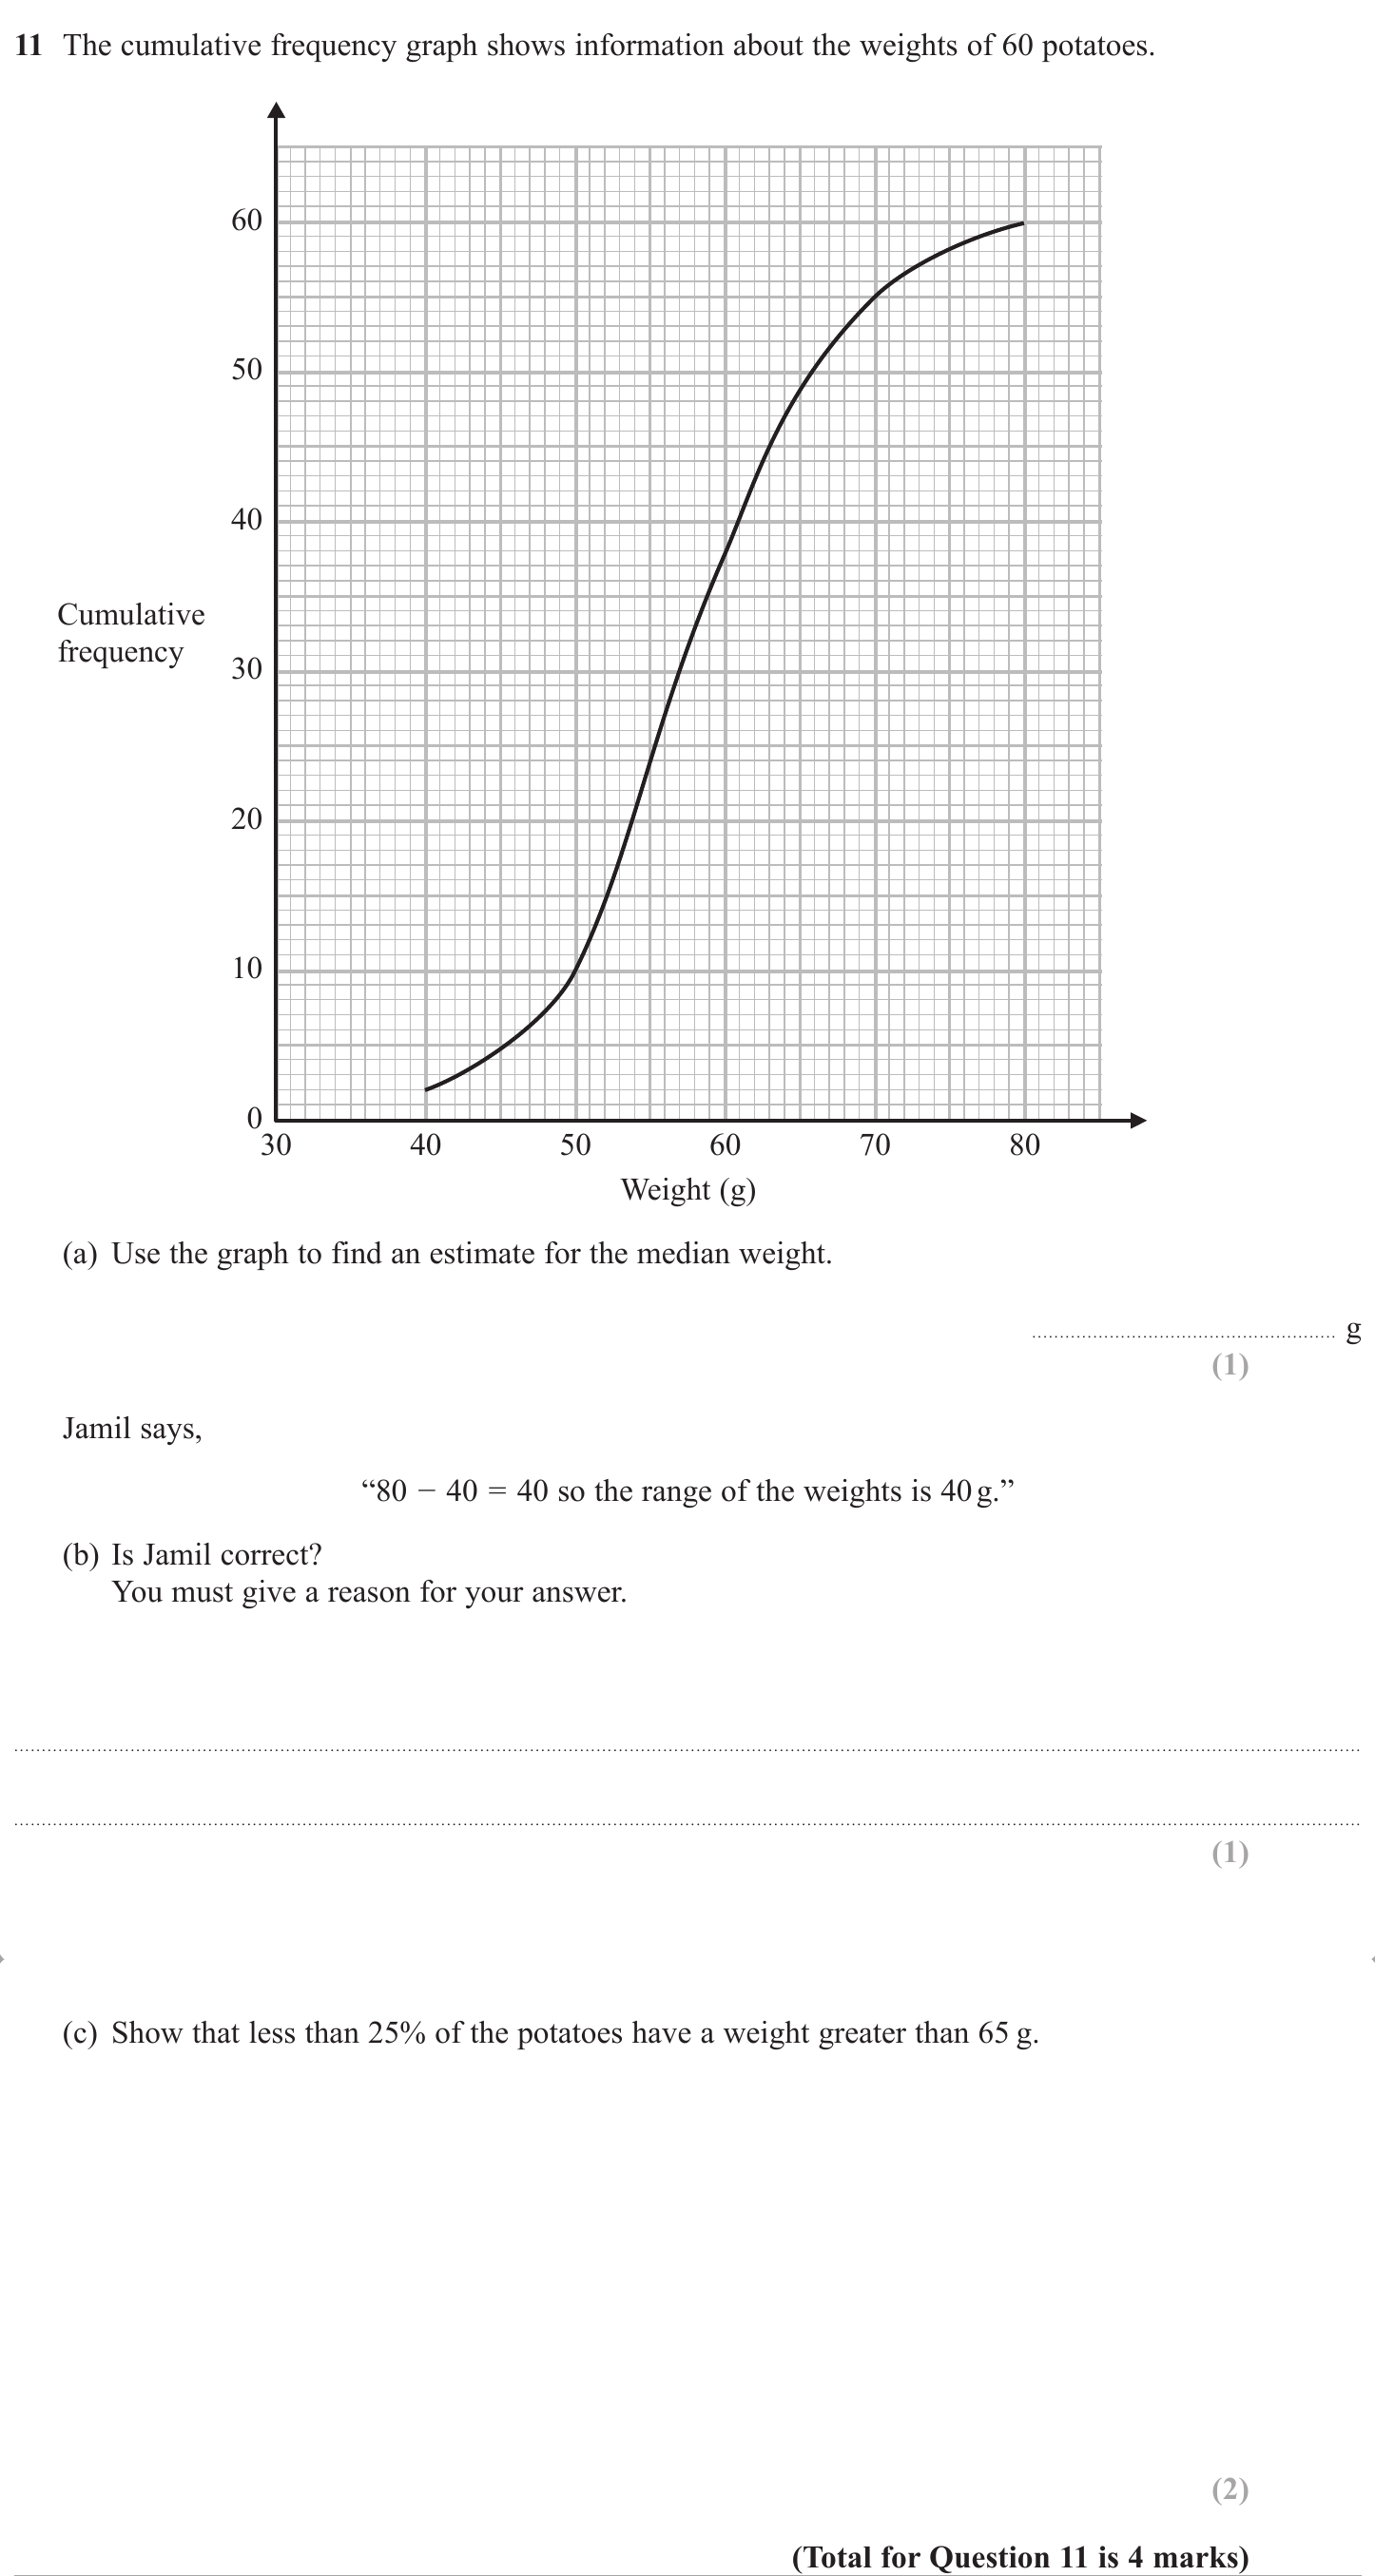 11 The cumulative frequency graph shows information about the weights of 60 potatoes.
60
50
40
Cumulative
frequency
30
20
10
0
30 40 50 60 70 80
Weight (g)
(a) Use the graph to find an estimate for the median weight.
g
(1)
Jamil says,
“80 − 40 = 40 so the range of the weights is 40 g.”
(b) Is Jamil correct?
You must give a reason for your answer.
(1)
(c) Show that less than 25% of the potatoes have a weight greater than 65 g.
(2)
(Total for Question 11 is 4 marks)